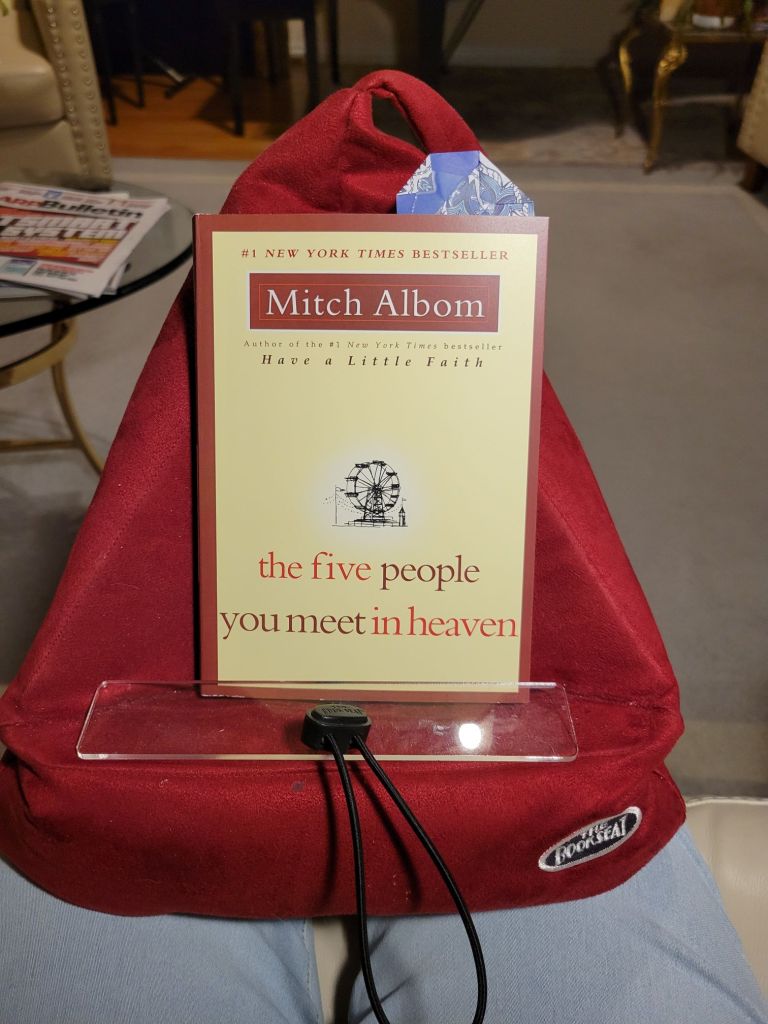 #1 NEW YORK TIMES BESTSELLER
Mitch Albom
Author of the #1 New York Times bestseller
Have a Little Faith
the five people
you meet in heaven
THE
BOOKSEAT
Bulletin